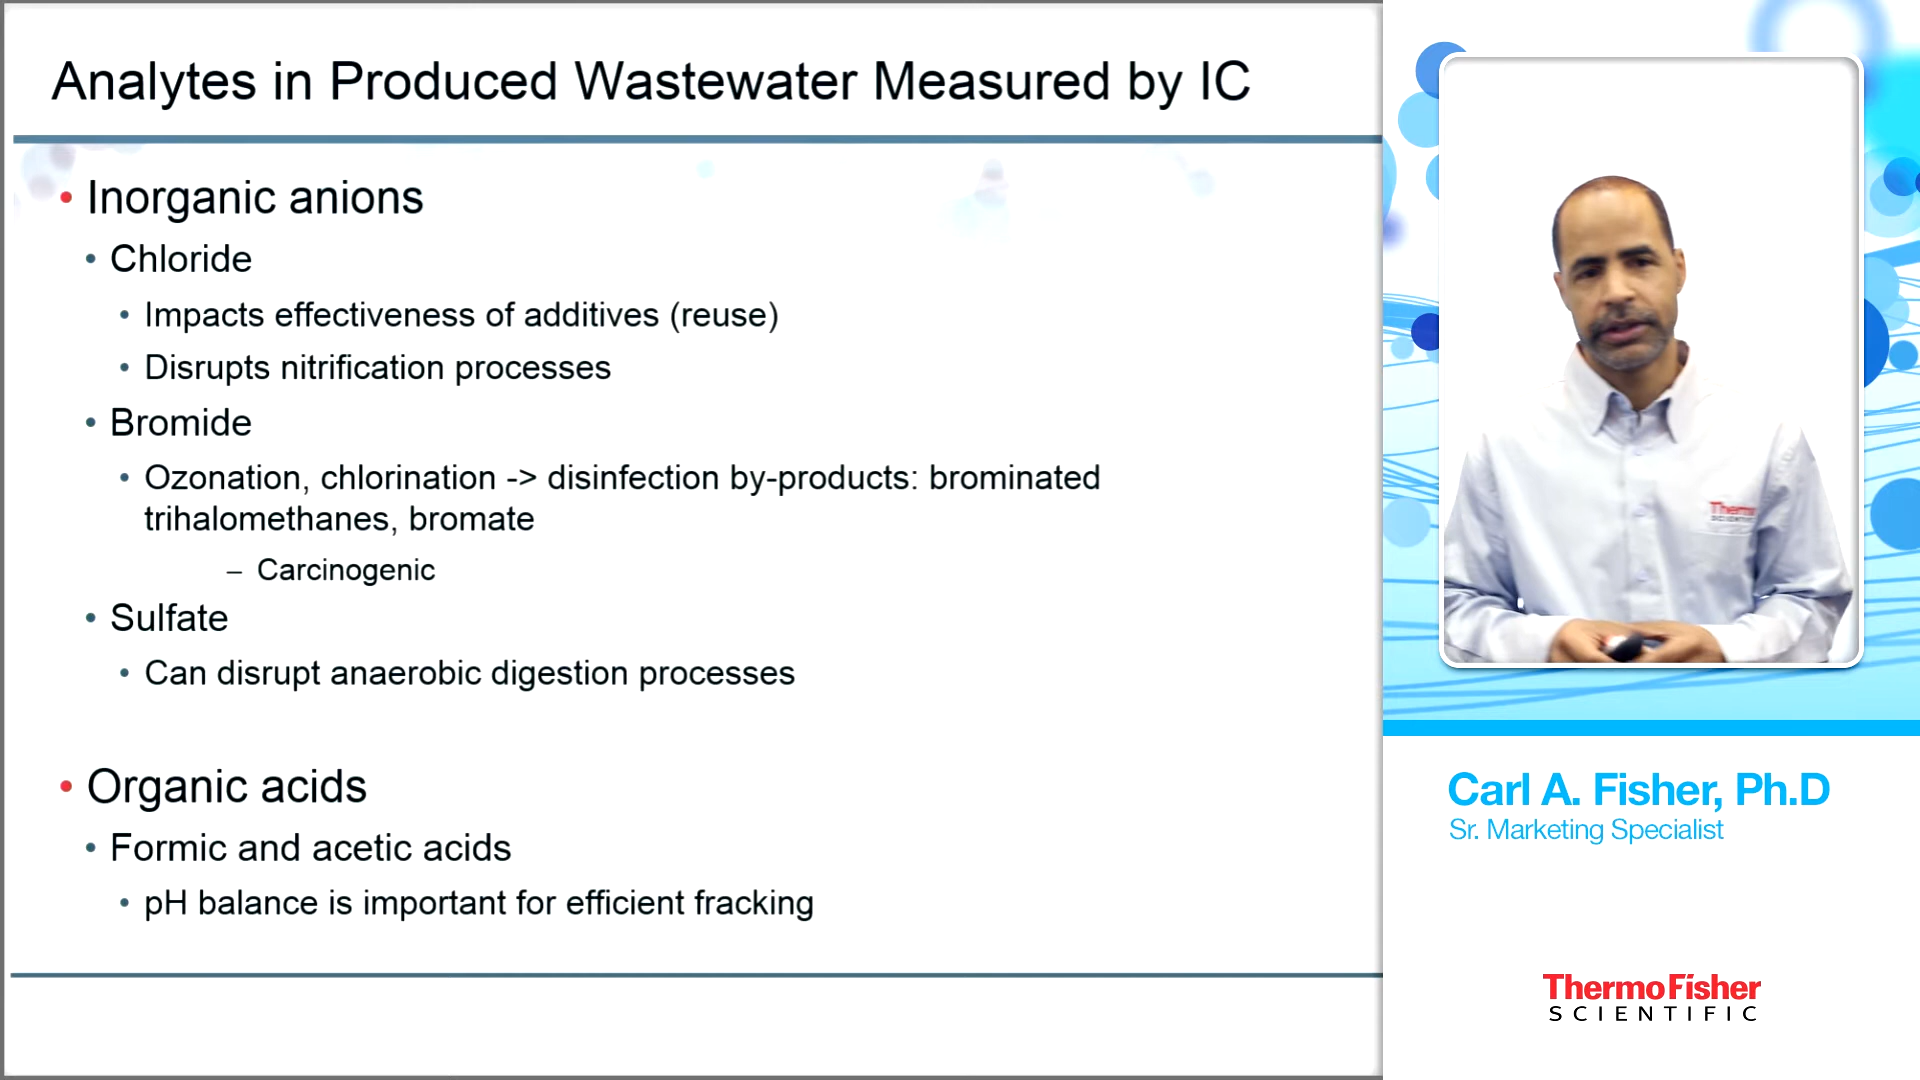 Analytes in Produced Wastewater Measured by IC
• Inorganic anions
• Chloride
• Impacts effectiveness of additives (reuse)
• Disrupts nitrification processes
• Bromide
• Ozonation, chlorination -> disinfection by-products: brominated
trihalomethanes, bromate
– Carcinogenic
• Sulfate
• Can disrupt anaerobic digestion processes
• Organic acids
• Formic and acetic acids
• pH balance is important for efficient fracking
Thermo
SCIENTIFIC
Carl A. Fisher, Ph.D
Sr. Marketing Specialist
ThermoFisher
SCIENTIFIC